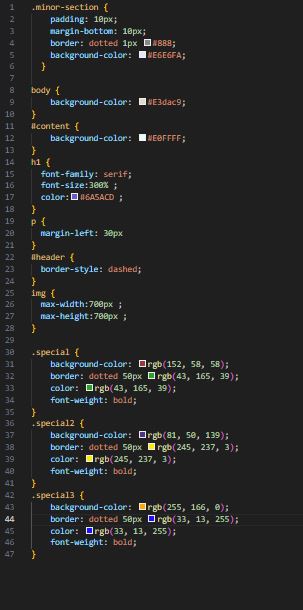 1 .minor-section {
2 padding: 10px;
3 margin-bottom: 10px;
4 border: dotted 1px #888;
5 background-color: #E6E6FA;
6 }
7
8 body {
9 background-color: #E3dac9;
10 }
11 #content {
12 background-color: #E0FFFF;
13 }
14 h1 {
15 font-family: serif;
16 font-size:300% ;
17 color:#6A5ACD ;
18 }
19 p {
20 margin-left: 30px
21 }
22 #header {
23 border-style: dashed;
24 }
25 img {
26 max-width:700px ;
27 max-height:700px ;
28 }
29
30 .special {
31 background-color: rgb(152, 58, 58);
32 border: dotted 50px rgb(43, 165, 39);
33 color: rgb(43, 165, 39);
34 font-weight: bold;
35 }
36 .special2 {
37 background-color: rgb(81, 50, 139);
38 border: dotted 50px rgb(245, 237, 3);
39 color: rgb(245, 237, 3);
40 font-weight: bold;
41 }
42 .special3 {
43 background-color: rgb(255, 166, 0);
44 border: dotted 50px rgb(33, 13, 255);
45 color: rgb(33, 13, 255);
46 font-weight: bold;
47 }